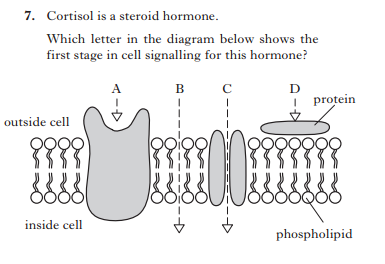 7. Cortisol is a steroid hormone.
Which letter in the diagram below shows the
first stage in cell signalling for this hormone?
A B C D
protein
outside cell
inside cell
phospholipid